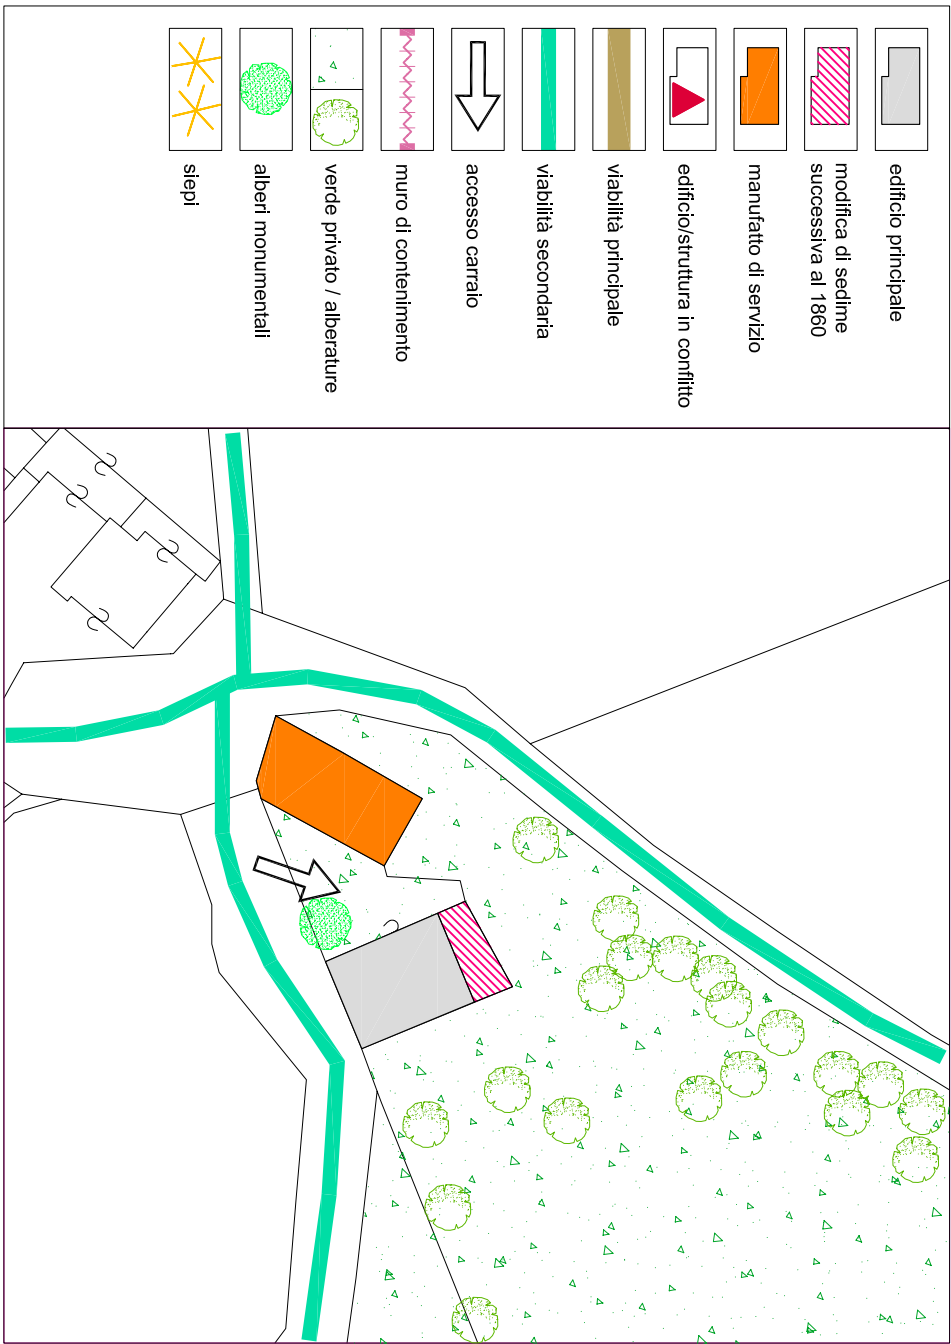 edificio principale
modifica di sedime
successiva al 1860
manufatto di servizio
edificio/struttura in conflitto
viabilità principale
viabilità secondaria
accesso carraio
muro di contenimento
verde privato / alberature
alberi monumentali
siepi